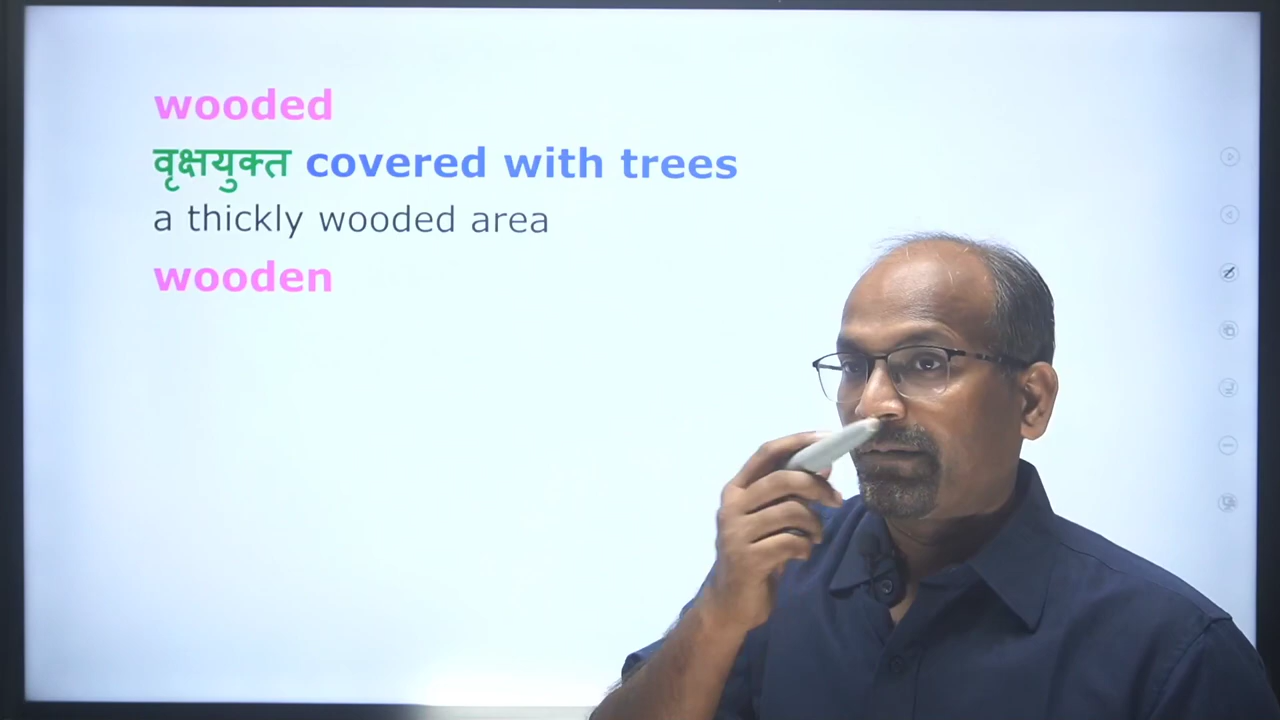 wooded
वृक्षयुक्त covered with trees
a thickly wooded area
wooden